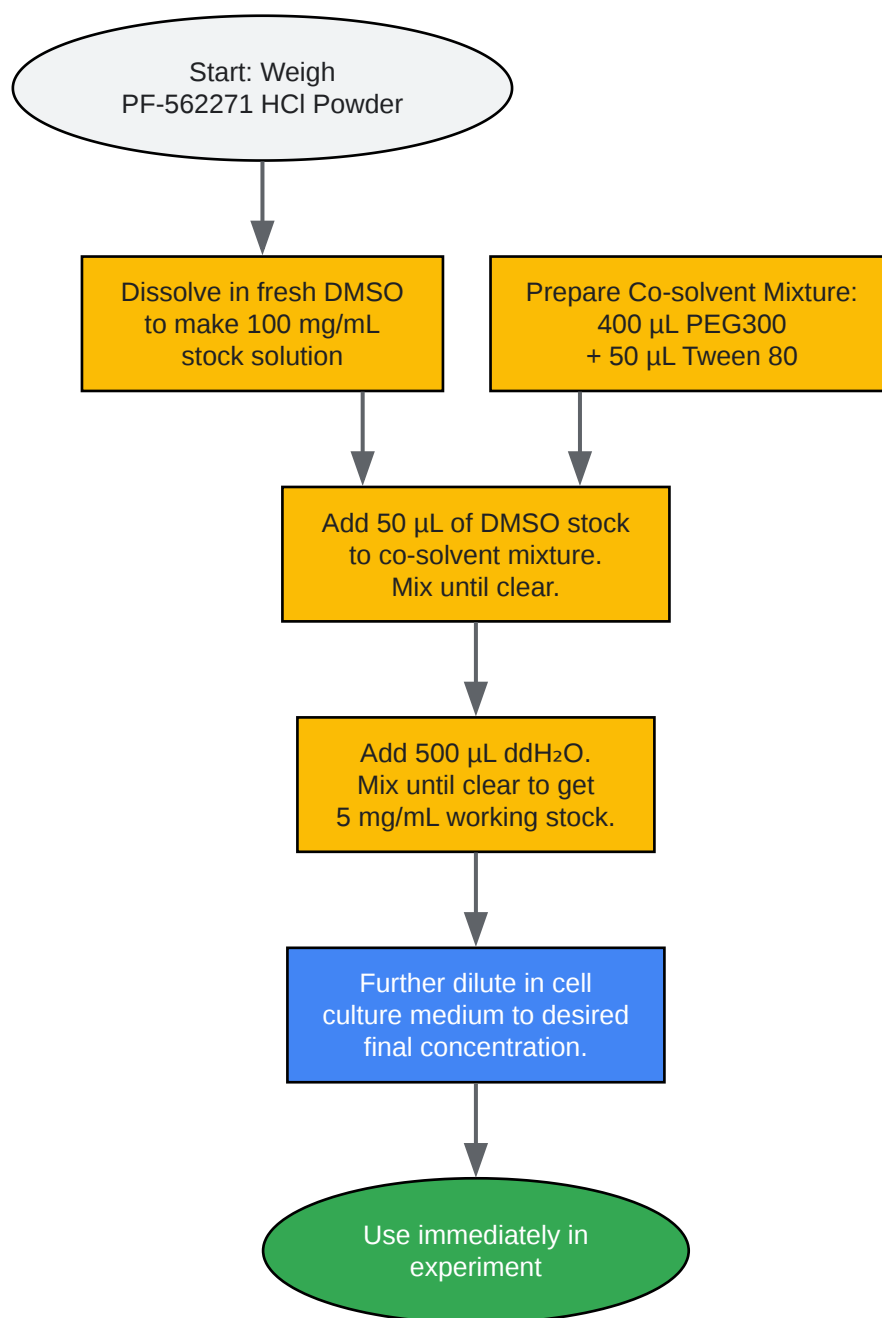 Start: Weigh
PF-562271 HCl Powder
Dissolve in fresh DMSO
to make 100 mg/mL
stock solution
Prepare Co-solvent Mixture:
400 µL PEG300
+ 50 µL Tween 80
Add 50 µL of DMSO stock
to co-solvent mixture.
Mix until clear.
Add 500 µL ddH₂O.
Mix until clear to get
5 mg/mL working stock.
Further dilute in cell
culture medium to desired
final concentration.
Use immediately in
experiment